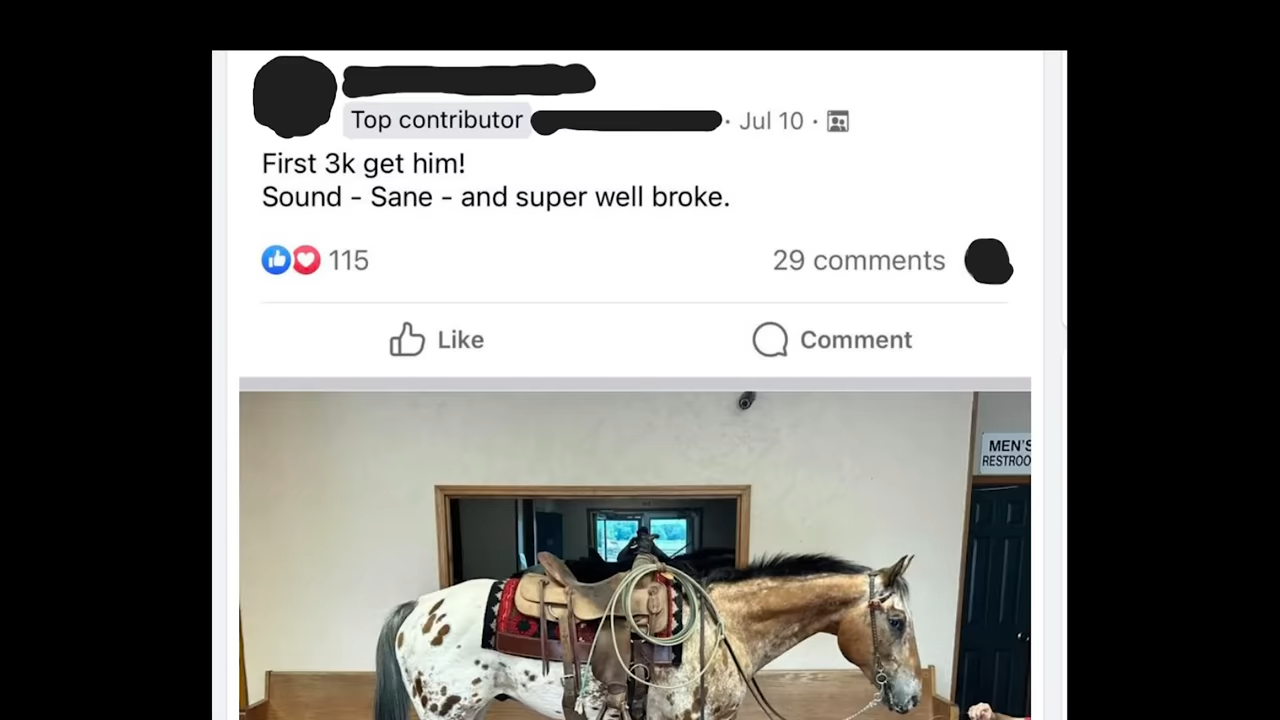 Top contributor · Jul 10 ·
First 3k get him!
Sound - Sane - and super well broke.
115 29 comments
Like Comment
MEN'S
RESTROO